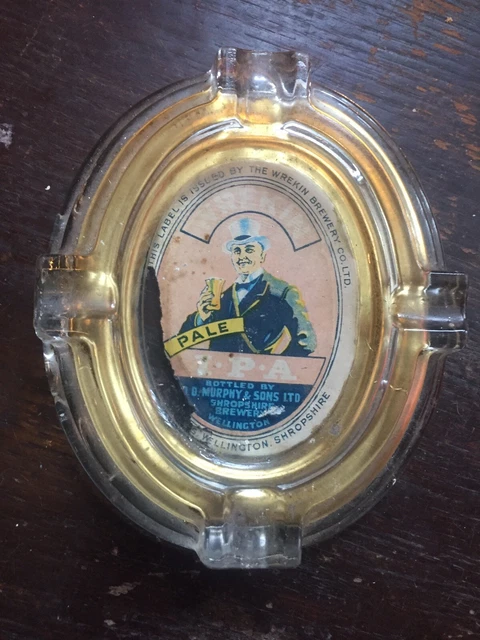 THIS LABEL IS ISSUED BY THE WREKIN BREWERY CO. LTD.
PALE
I.P.A
BOTTLED BY
O.D. MURPHY & SONS LTD
SHROPSHIRE
BREWERY
WELLINGTON
WELLINGTON, SHROPSHIRE